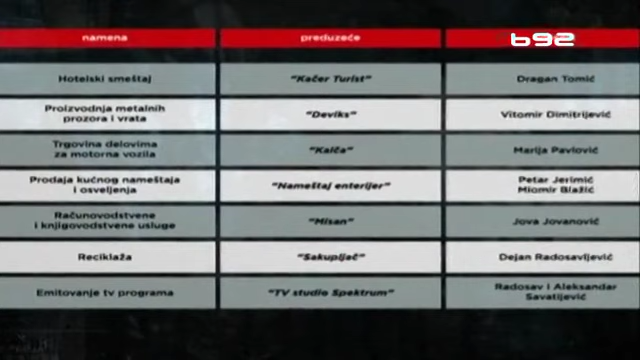 namena preduzeće b92
Hotelski smeštaj "Kačer Turist" Dragan Tomić
Proizvodnja metalnih
prozora i vrata "Deviks" Vitomir Dimitrijević
Trgovina delovima
za motorna vozila "Kalča" Marija Pavlović
Prodaja kućnog nameštaja
i osveljenja "Nameštaj enterijer" Petar Jerimić
Miomir Blažić
Računovodstvene
i knjigovodstvene usluge "Misan" Jova Jovanović
Reciklaža "Sakupljač" Dejan Radosavljević
Emitovanje tv programa "TV studio Spektrum" Radosav i Aleksandar
Savatijević